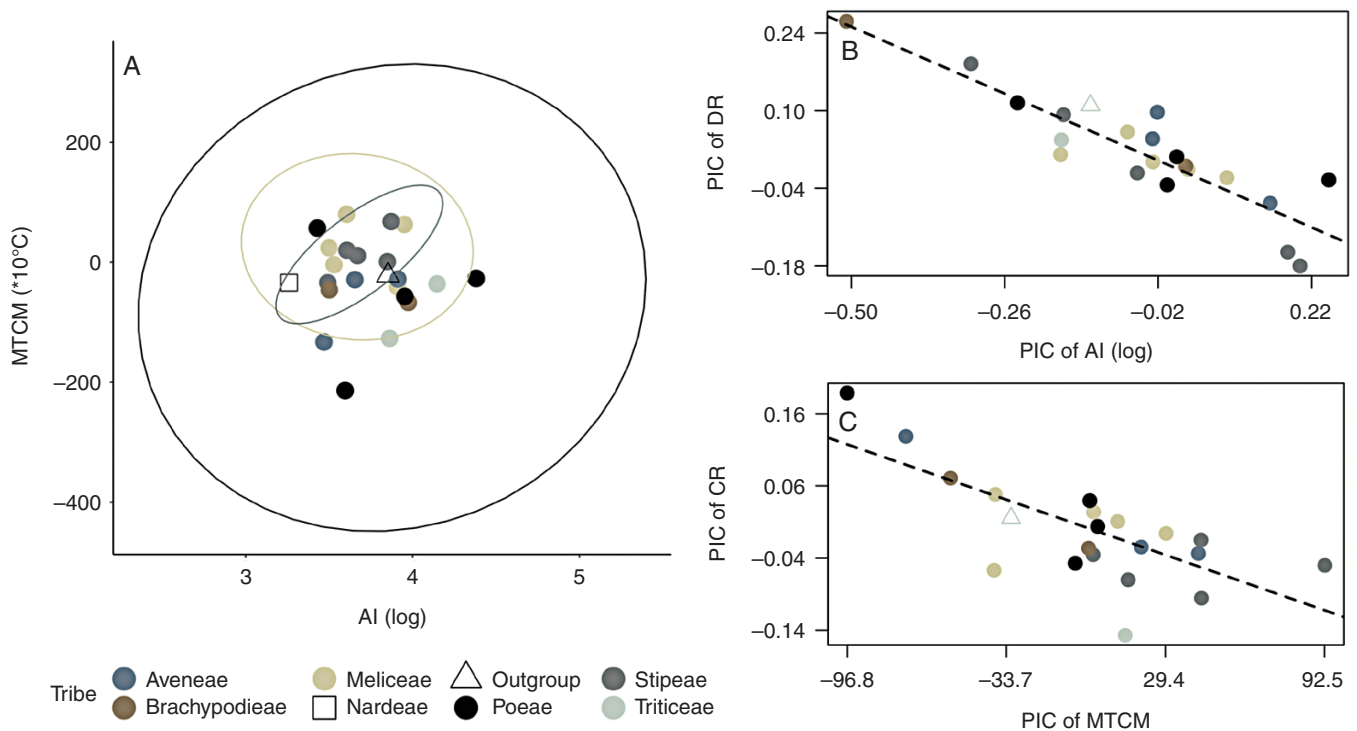 A
MTCM (*10°C)
200
0
−200
−400
3
4
5
AI (log)
B
PIC of DR
0.24
0.10
−0.04
−0.18
−0.50
−0.26
−0.02
0.22
PIC of AI (log)
C
PIC of CR
0.16
0.06
−0.04
−0.14
−96.8
−33.7
29.4
92.5
PIC of MTCM
Tribe
Aveneae
Meliceae
Outgroup
Stipeae
Brachypodieae
Nardeae
Poeae
Triticeae